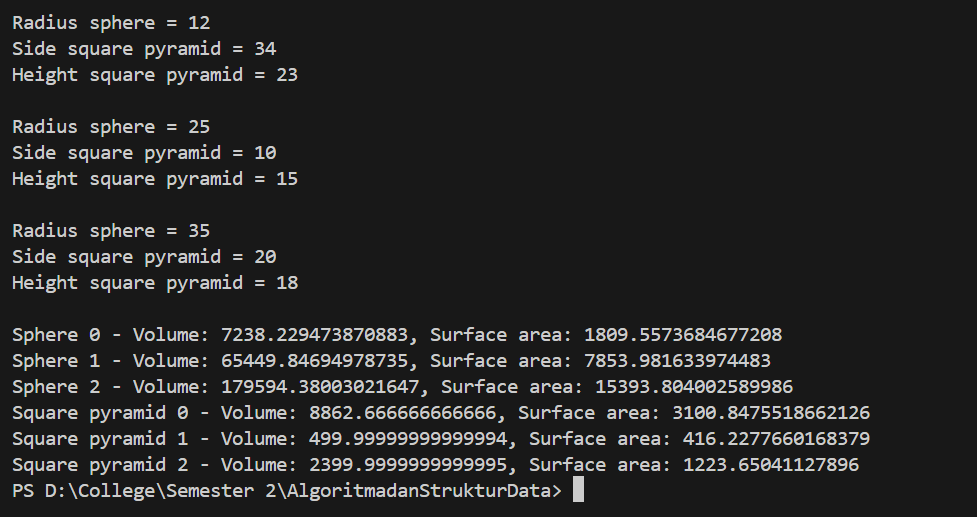 Radius sphere = 12
Side square pyramid = 34
Height square pyramid = 23
Radius sphere = 25
Side square pyramid = 10
Height square pyramid = 15
Radius sphere = 35
Side square pyramid = 20
Height square pyramid = 18
Sphere 0 - Volume: 7238.229473870883, Surface area: 1809.5573684677208
Sphere 1 - Volume: 65449.84694978735, Surface area: 7853.981633974483
Sphere 2 - Volume: 179594.38003021647, Surface area: 15393.804002589986
Square pyramid 0 - Volume: 8862.666666666666, Surface area: 3100.8475518662126
Square pyramid 1 - Volume: 499.99999999999994, Surface area: 416.2277660168379
Square pyramid 2 - Volume: 2399.9999999999995, Surface area: 1223.65041127896
PS D:\College\Semester 2\AlgoritmadanStrukturData>